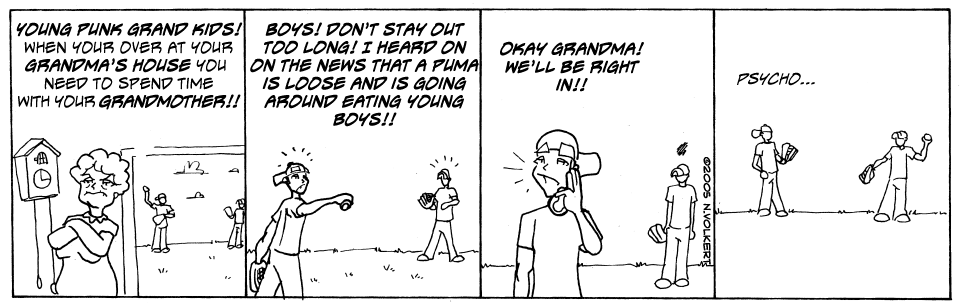 YOUNG PUNK GRAND KIDS!
WHEN YOUR OVER AT YOUR
GRANDMA'S HOUSE YOU
NEED TO SPEND TIME
WITH YOUR GRANDMOTHER!!
BOYS! DON'T STAY OUT
TOO LONG! I HEARD ON
ON THE NEWS THAT A PUMA
IS LOOSE AND IS GOING
AROUND EATING YOUNG
BOYS!!
OKAY GRANDMA!
WE'LL BE RIGHT
IN!!
©2005 N.VOLKERT
PSYCHO...